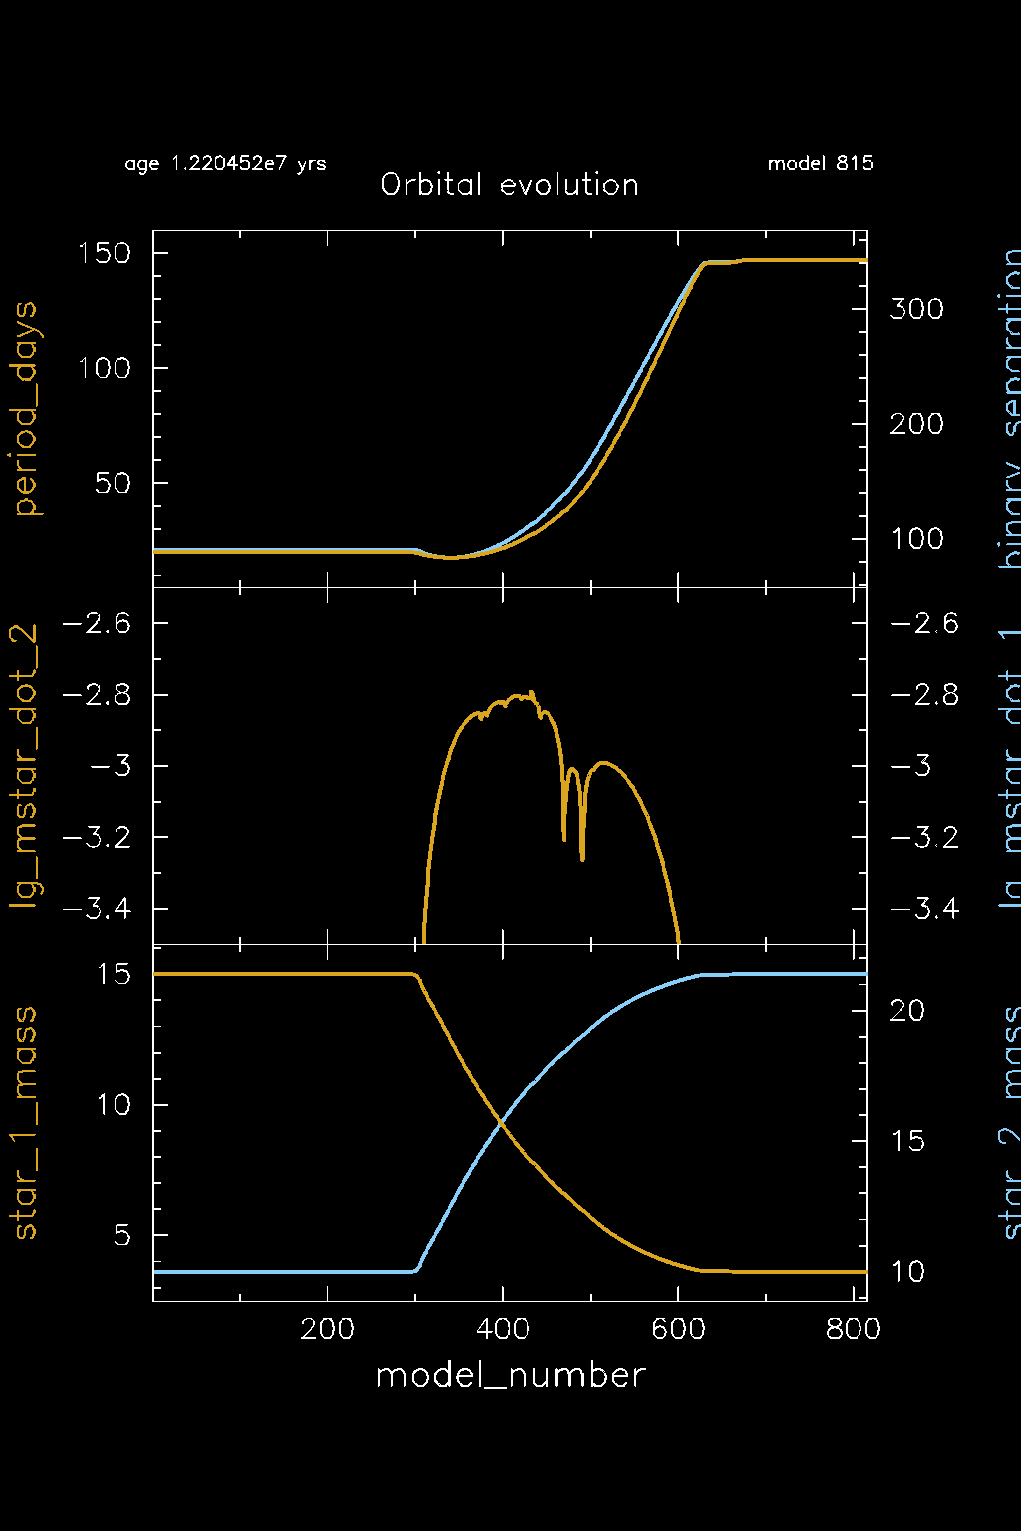 age 1.220452e7 yrs
model 815
Orbital evolution
period_days
150
100
50
300
200
100
binary_separation
lg_mstar_dot_2
-2.6
-2.8
-3
-3.2
-3.4
-2.6
-2.8
-3
-3.2
-3.4
lg_mstar_dot_1
star_1_mass
15
10
5
20
15
10
star_2_mass
200
400
600
800
model_number